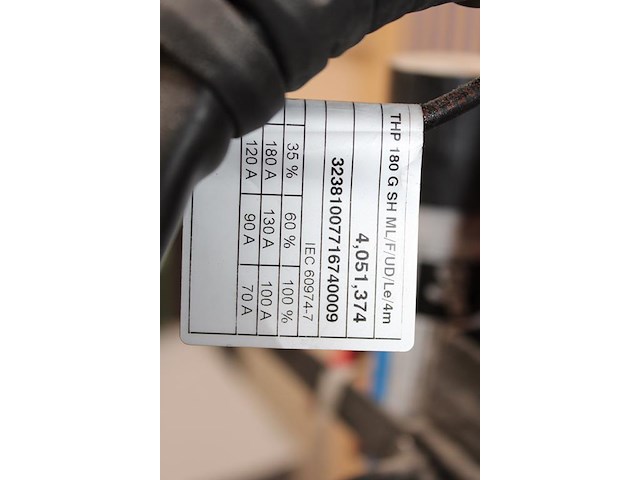 THP 180 G SH ML/F/UD/Le/4m
4,051,374
32381007716740009
IEC 60974-7
35 % 60 % 100 %
180 A 130 A 100 A
120 A 90 A 70 A